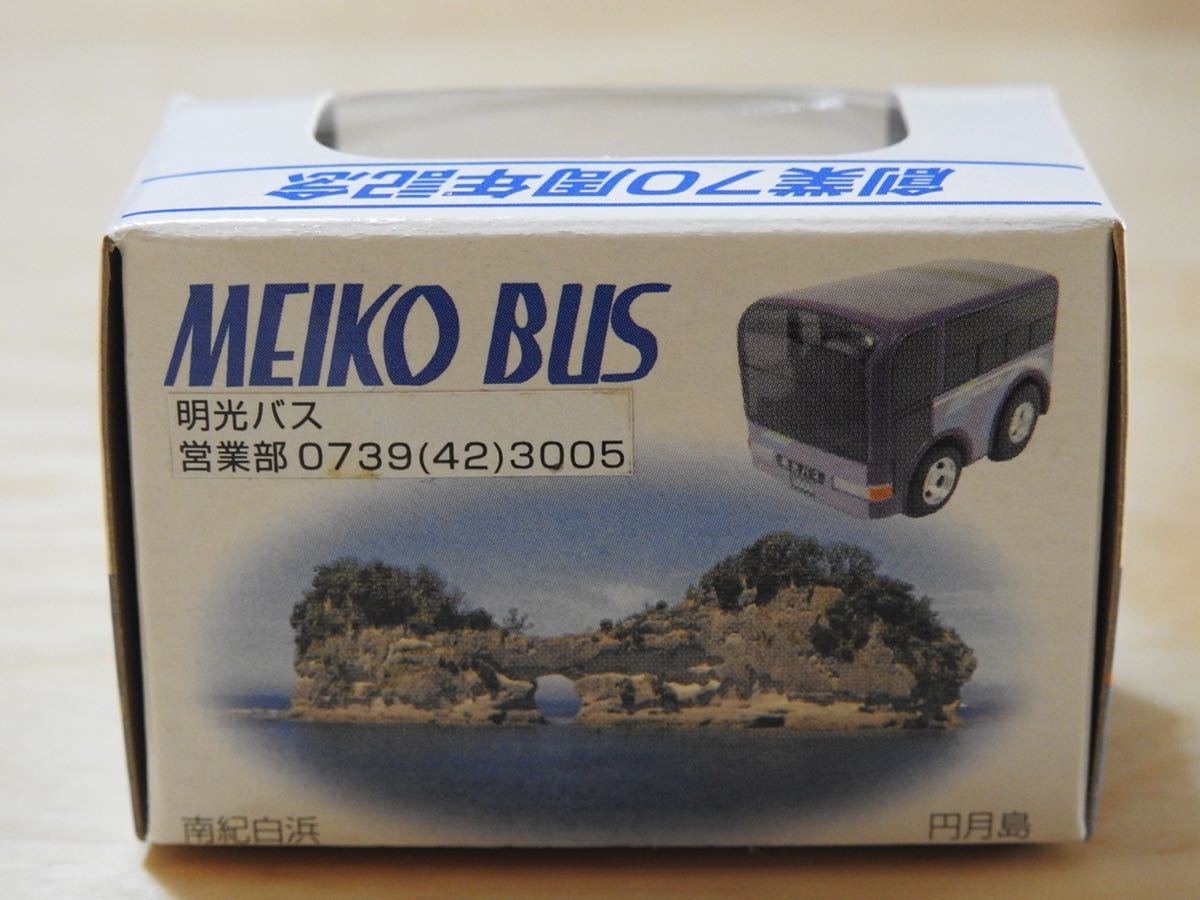 創業70周年記念
MEIKO BUS
明光バス
営業部 0739(42)3005
南紀白浜
円月島